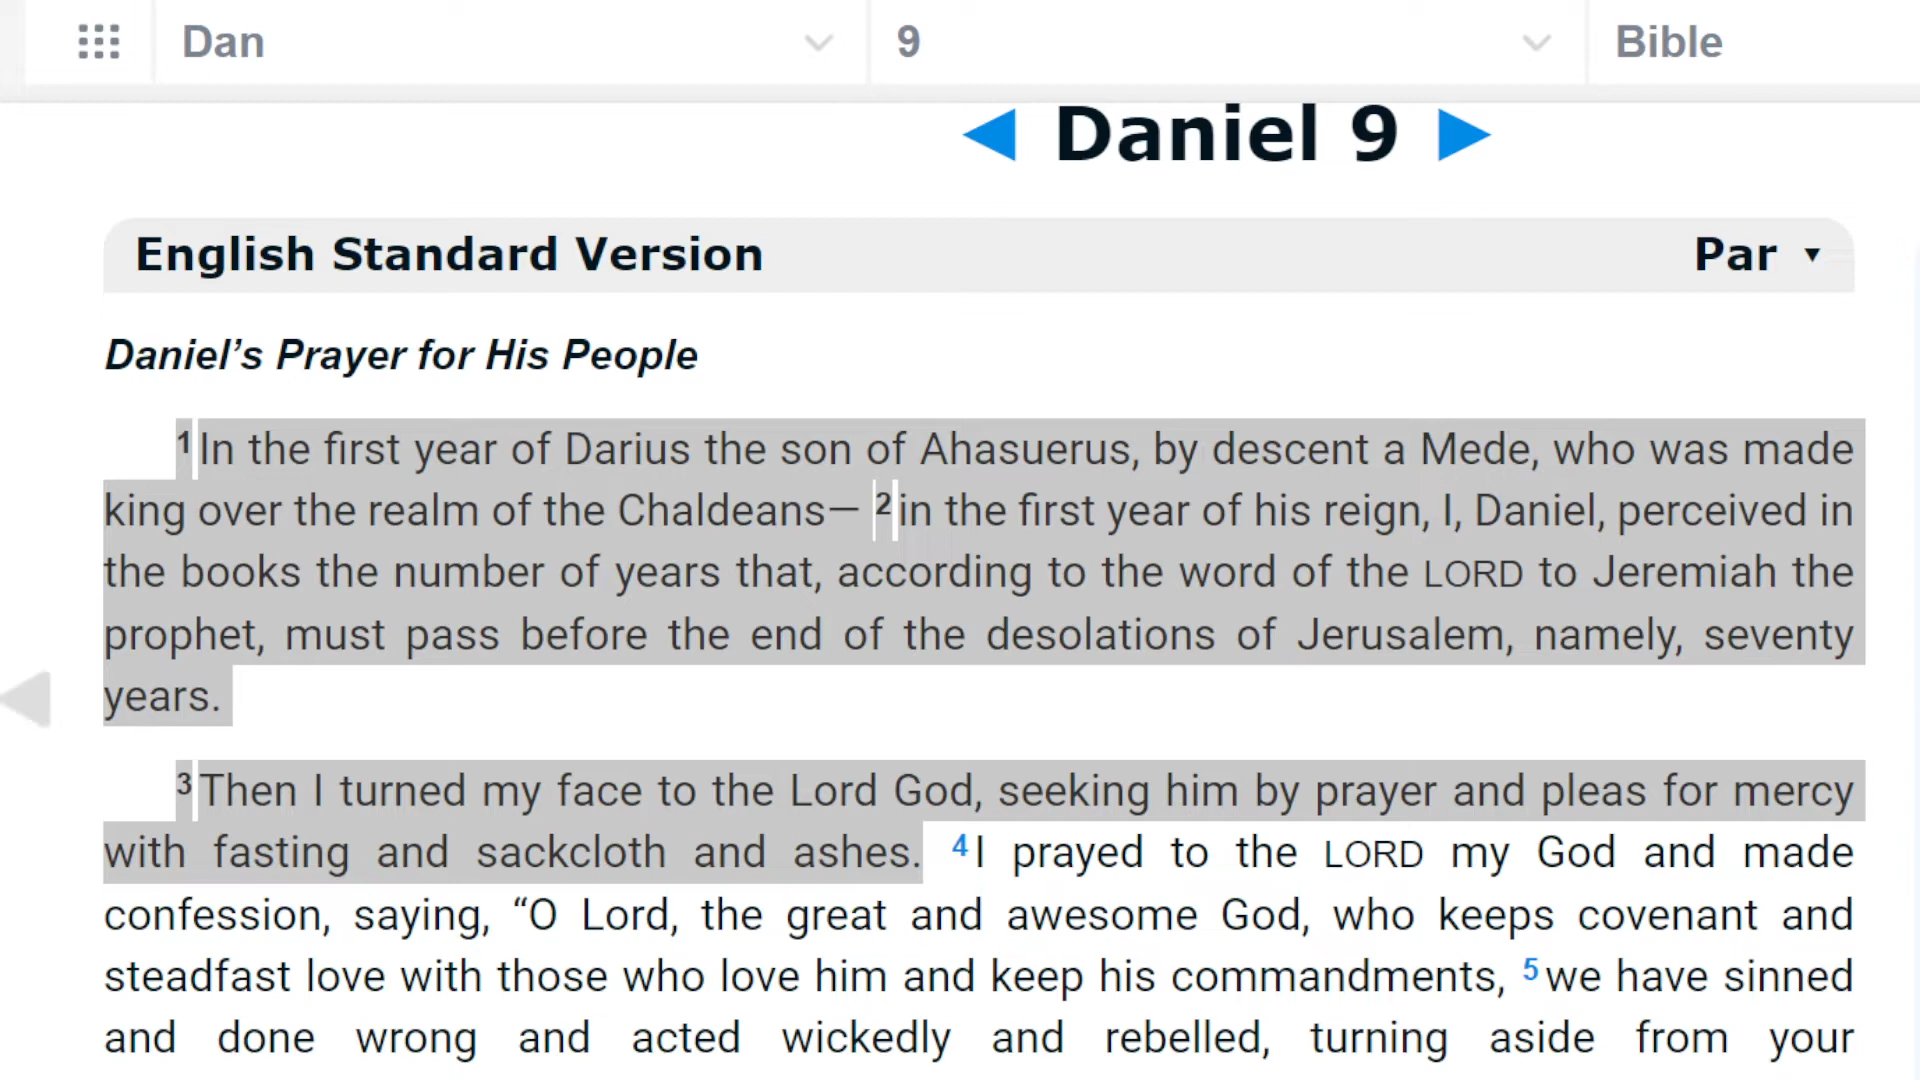 Dan 9 Bible
Daniel 9
English Standard Version Par
Daniel’s Prayer for His People
1 In the first year of Darius the son of Ahasuerus, by descent a Mede, who was made
king over the realm of the Chaldeans— 2 in the first year of his reign, I, Daniel, perceived in
the books the number of years that, according to the word of the LORD to Jeremiah the
prophet, must pass before the end of the desolations of Jerusalem, namely, seventy
years.
3 Then I turned my face to the Lord God, seeking him by prayer and pleas for mercy
with fasting and sackcloth and ashes. 4 I prayed to the LORD my God and made
confession, saying, “O Lord, the great and awesome God, who keeps covenant and
steadfast love with those who love him and keep his commandments, 5 we have sinned
and done wrong and acted wickedly and rebelled, turning aside from your